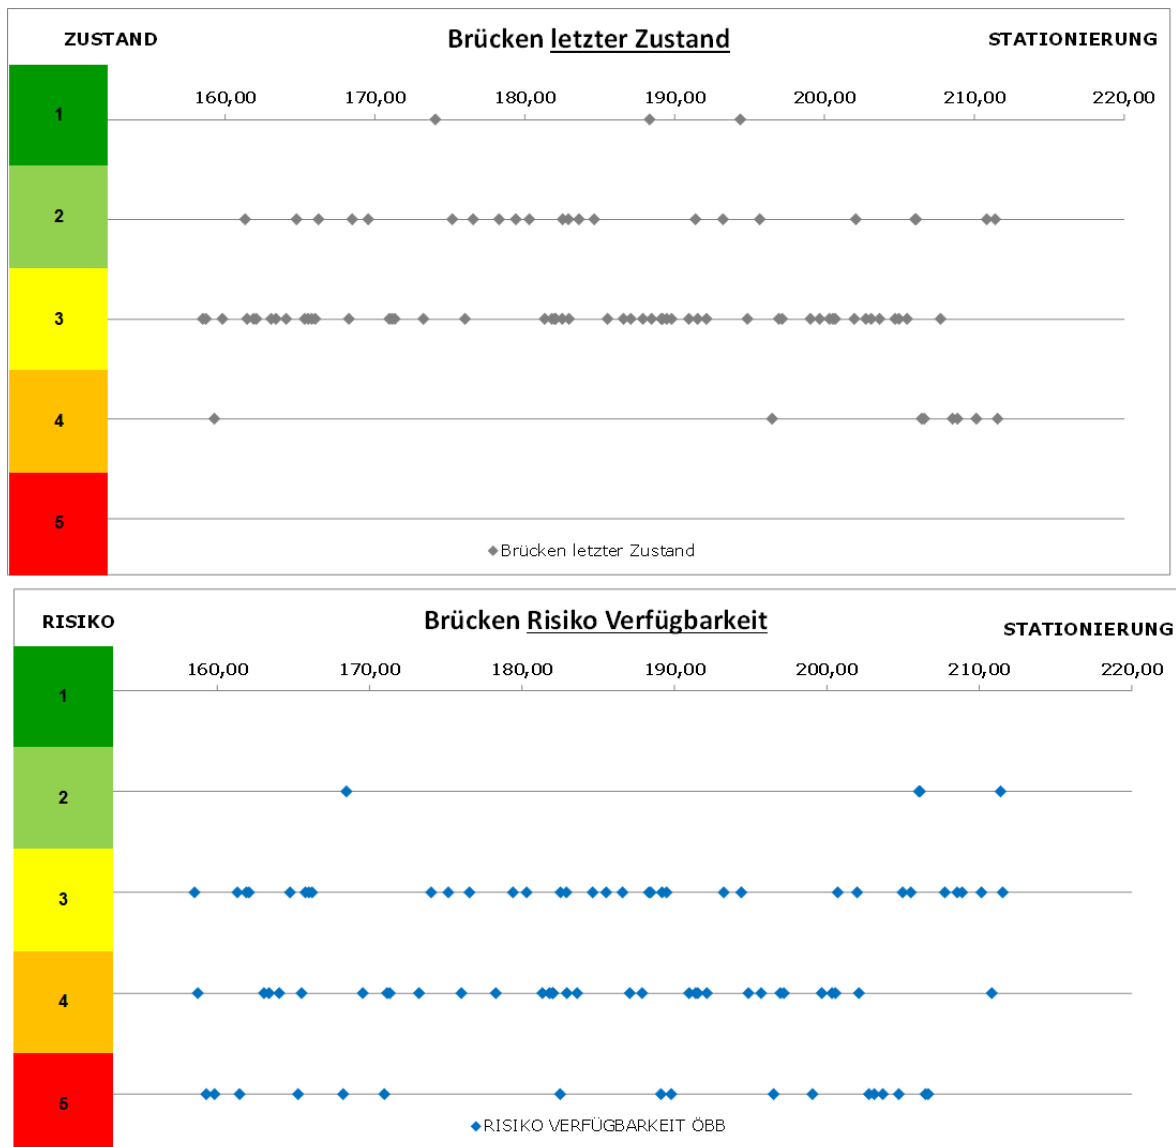 ZUSTAND
Brücken letzter Zustand
STATIONIERUNG
160,00 170,00 180,00 190,00 200,00 210,00 220,00
1
2
3
4
5
Brücken letzter Zustand
RISIKO
Brücken Risiko Verfügbarkeit
STATIONIERUNG
160,00 170,00 180,00 190,00 200,00 210,00 220,00
1
2
3
4
5
RISIKO VERFÜGBARKEIT ÖBB